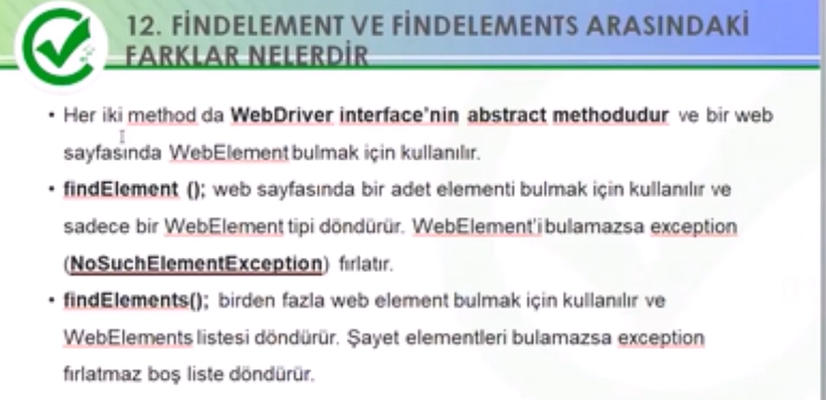 12. FİNDELEMENT VE FİNDELEMENTS ARASINDAKİ
FARKLAR NELERDİR
• Her iki method da WebDriver interface'nin abstract methodudur ve bir web
sayfasında WebElement bulmak için kullanılır.
• findElement (); web sayfasında bir adet elementi bulmak için kullanılır ve
sadece bir WebElement tipi döndürür. WebElement'i bulamazsa exception
(NoSuchElementException) fırlatır.
• findElements(); birden fazla web element bulmak için kullanılır ve
WebElements listesi döndürür. Şayet elementleri bulamazsa exception
fırlatmaz boş liste döndürür.